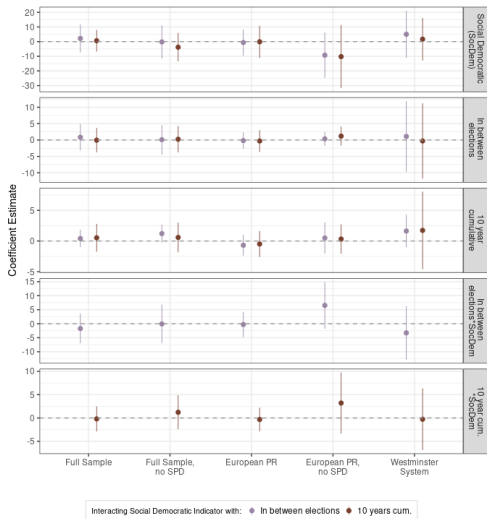 Coefficient Estimate
20
10
0
-10
-20
-30
Social Democratic
(SocDem)
10
5
0
-5
-10
In between
elections
5
0
-5
10 year
cumulative
15
10
5
0
-5
-10
In between
elections*SocDem
10
5
0
-5
10 year cum.
*SocDem
Full Sample
Full Sample,
no SPD
European PR
European PR,
no SPD
Westminster
System
Interacting Social Democratic Indicator with: In between elections 10 years cum.